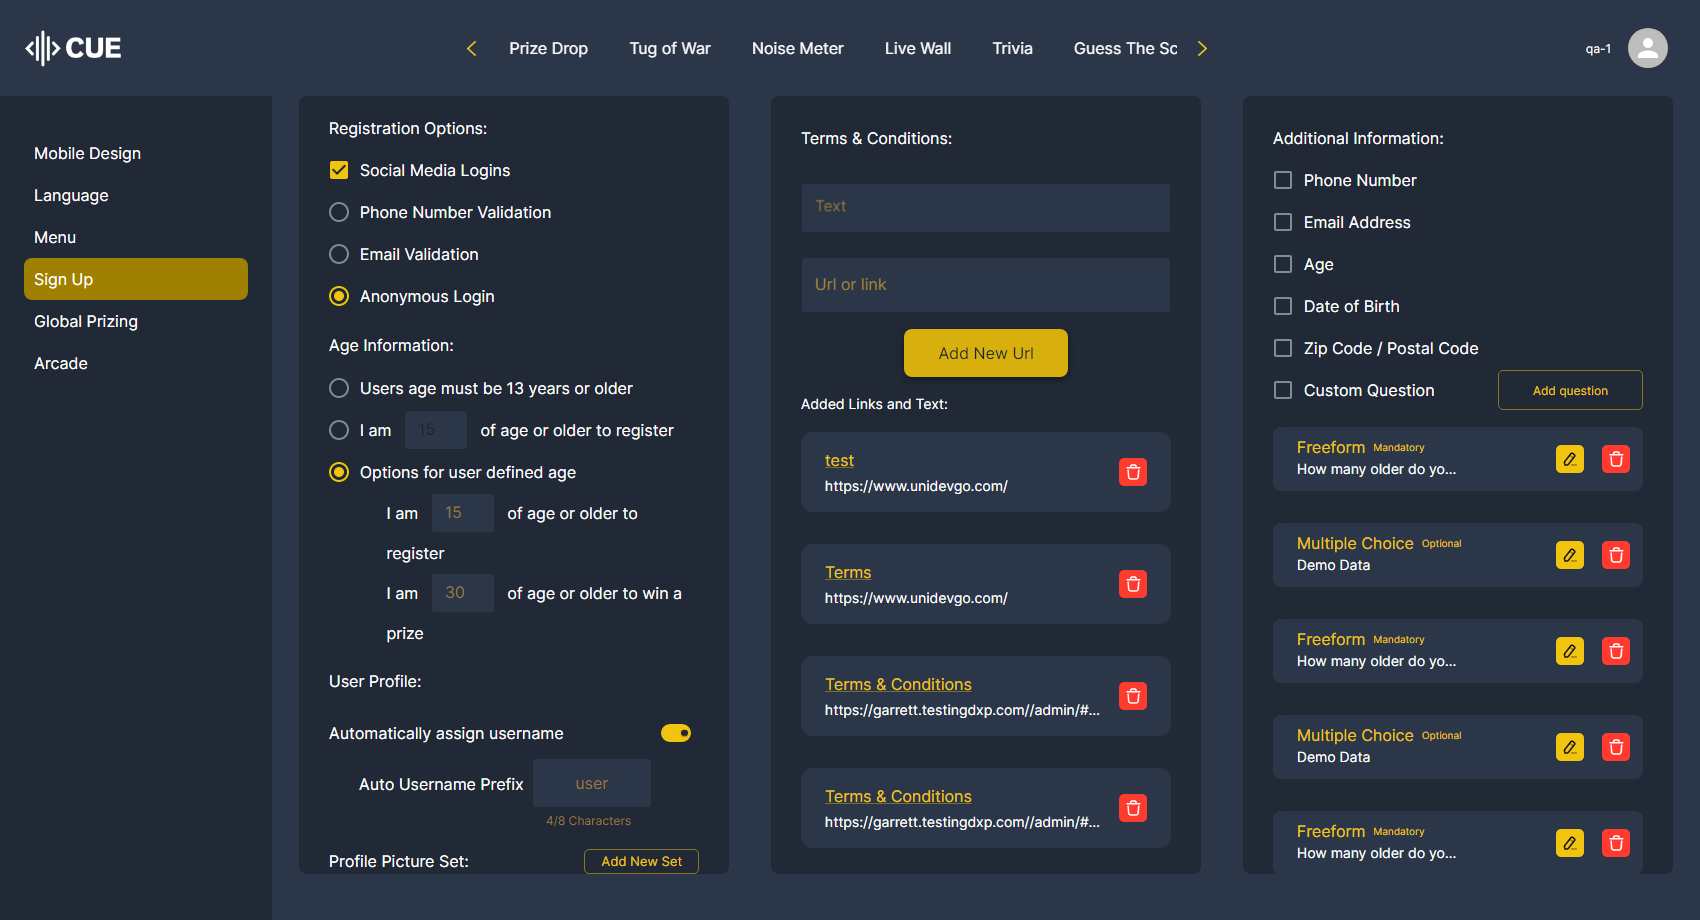 CUE
Prize Drop
Tug of War
Noise Meter
Live Wall
Trivia
Guess The Sc
qa-1
Mobile Design
Language
Menu
Sign Up
Global Prizing
Arcade
Registration Options:
Social Media Logins
Phone Number Validation
Email Validation
Anonymous Login
Age Information:
Users age must be 13 years or older
I am 15 of age or older to register
Options for user defined age
I am 15 of age or older to
register
I am 30 of age or older to win a
prize
User Profile:
Automatically assign username
Auto Username Prefix user
4/8 Characters
Profile Picture Set: Add New Set
Terms & Conditions:
Text
Url or link
Add New Url
Added Links and Text:
test
https://www.unidevgo.com/
Terms
https://www.unidevgo.com/
Terms & Conditions
https://garrett.testingdxp.com//admin/#...
Terms & Conditions
https://garrett.testingdxp.com//admin/#...
Additional Information:
Phone Number
Email Address
Age
Date of Birth
Zip Code / Postal Code
Custom Question Add question
Freeform Mandatory
How many older do yo...
Multiple Choice Optional
Demo Data
Freeform Mandatory
How many older do yo...
Multiple Choice Optional
Demo Data
Freeform Mandatory
How many older do yo...